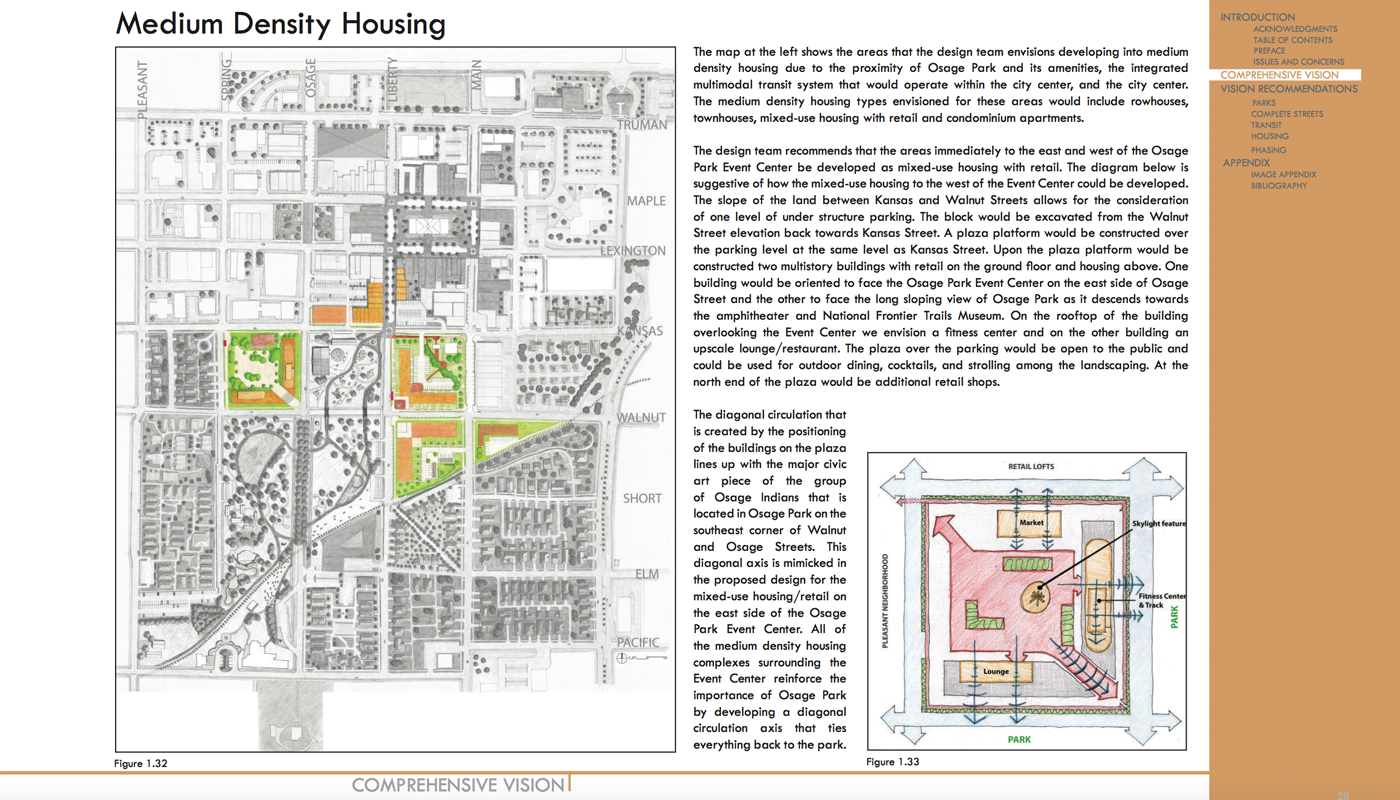 Medium Density Housing
PLEASANT
SPRING
OSAGE
LIBERTY
MAIN
TRUMAN
MAPLE
LEXINGTON
KANSAS
WALNUT
SHORT
ELM
PACIFIC
Figure 1.32
The map at the left shows the areas that the design team envisions developing into medium
density housing due to the proximity of Osage Park and its amenities, the integrated
multimodal transit system that would operate within the city center, and the city center.
The medium density housing types envisioned for these areas would include rowhouses,
townhouses, mixed-use housing with retail and condominium apartments.
The design team recommends that the areas immediately to the east and west of the Osage
Park Event Center be developed as mixed-use housing with retail. The diagram below is
suggestive of how the mixed-use housing to the west of the Event Center could be developed.
The slope of the land between Kansas and Walnut Streets allows for the consideration
of one level of under structure parking. The block would be excavated from the Walnut
Street elevation back towards Kansas Street. A plaza platform would be constructed over
the parking level at the same level as Kansas Street. Upon the plaza platform would be
constructed two multistory buildings with retail on the ground floor and housing above. One
building would be oriented to face the Osage Park Event Center on the east side of Osage
Street and the other to face the long sloping view of Osage Park as it descends towards
the amphitheater and National Frontier Trails Museum. On the rooftop of the building
overlooking the Event Center we envision a fitness center and on the other building an
upscale lounge/restaurant. The plaza over the parking would be open to the public and
could be used for outdoor dining, cocktails, and strolling among the landscaping. At the
north end of the plaza would be additional retail shops.
The diagonal circulation that
is created by the positioning
of the buildings on the plaza
lines up with the major civic
art piece of the group
of Osage Indians that is
located in Osage Park on the
southeast corner of Walnut
and Osage Streets. This
diagonal axis is mimicked in
the proposed design for the
mixed-use housing/retail on
the east side of the Osage
Park Event Center. All of
the medium density housing
complexes surrounding the
Event Center reinforce the
importance of Osage Park
by developing a diagonal
circulation axis that ties
everything back to the park.
RETAIL LOFTS
Market
Skylight feature
PLEASANT NEIGHBORHOOD
Fitness Center
& Track
PARK
Lounge
PARK
Figure 1.33
INTRODUCTION
ACKNOWLEDGMENTS
TABLE OF CONTENTS
PREFACE
ISSUES AND CONCERNS
COMPREHENSIVE VISION
VISION RECOMMENDATIONS
PARKS
COMPLETE STREETS
TRANSIT
HOUSING
PHASING
APPENDIX
IMAGE APPENDIX
BIBLIOGRAPHY
COMPREHENSIVE VISION
28